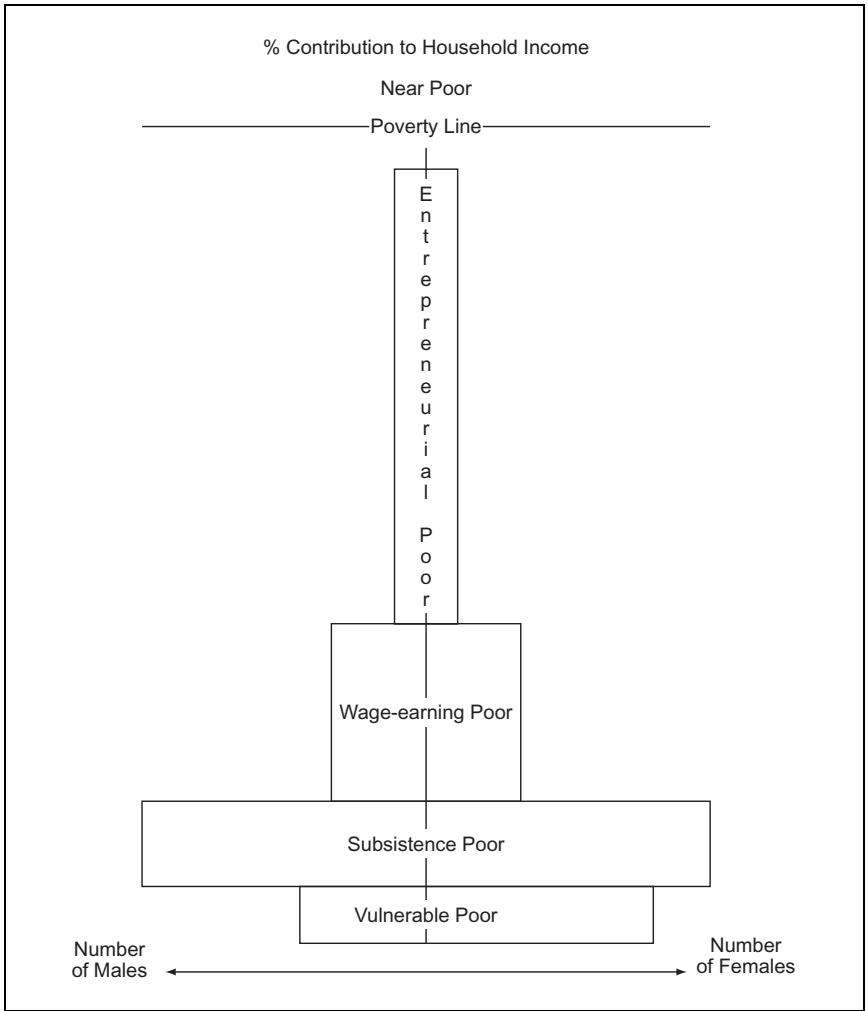 % Contribution to Household Income
Near Poor
Poverty Line
Entrepreneurial Poor
Wage-earning Poor
Subsistence Poor
Vulnerable Poor
Number
of Males
Number
of Females